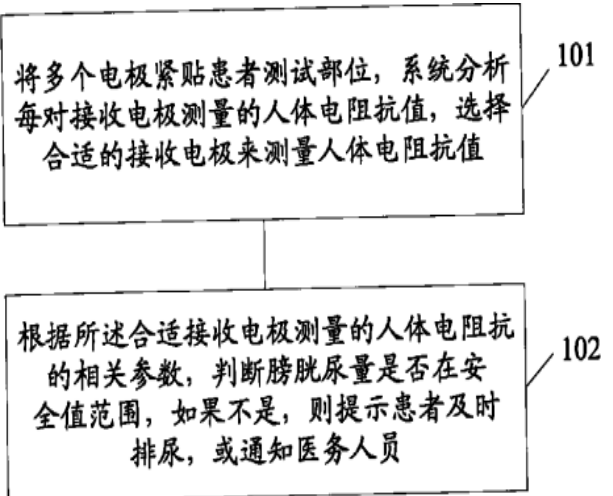 将多个电极紧贴患者测试部位，系统分析
每对接收电极测量的人体电阻抗值，选择
合适的接收电极来测量人体电阻抗值
101
根据所述合适接收电极测量的人体电阻抗
的相关参数，判断膀胱尿量是否在安
全值范围，如果不是，则提示患者及时
排尿，或通知医务人员
102